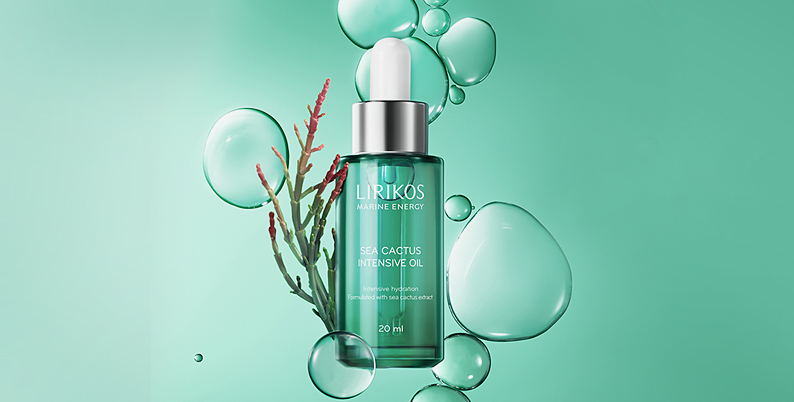 LIRIKOS
MARINE ENERGY
SEA CACTUS
INTENSIVE OIL
Intensive hydration
Formulated with sea cactus extract
20 ml